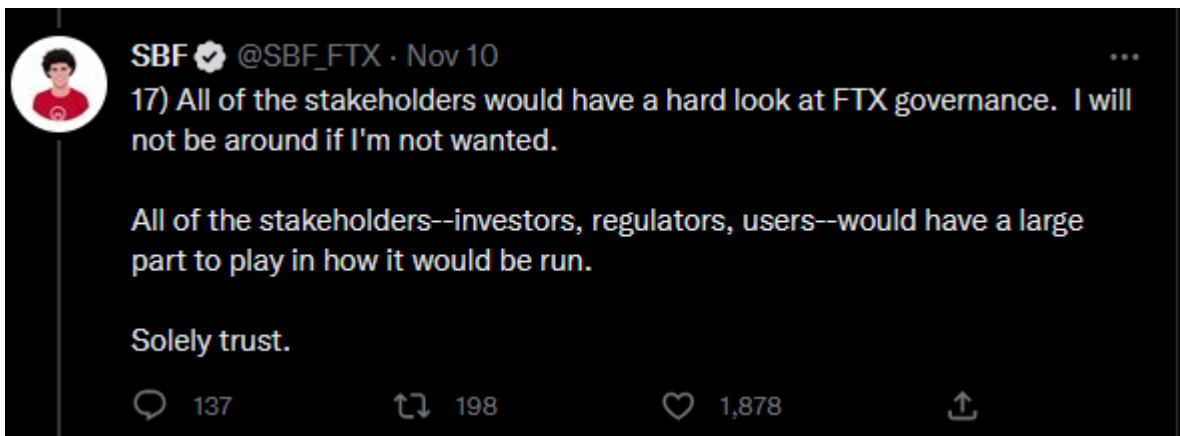 SBF @SBF_FTX · Nov 10
17) All of the stakeholders would have a hard look at FTX governance.  I will
not be around if I'm not wanted.
All of the stakeholders--investors, regulators, users--would have a large
part to play in how it would be run.
Solely trust.
137 198 1,878